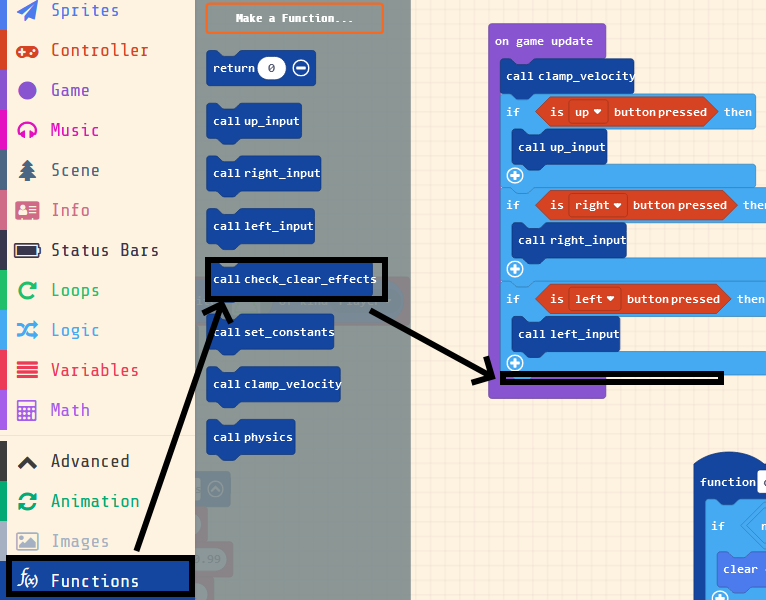 Sprites
Controller
Game
Music
Scene
Info
Status Bars
Loops
Logic
Variables
Math
Advanced
Animation
Images
f(x) Functions
Make a Function...
return 0
call up_input
call right_input
call left_input
call check_clear_effects
call set_constants
call clamp_velocity
call physics
on game update
call clamp_velocity
if is up button pressed then
call up_input
if is right button pressed then
call right_input
if is left button pressed then
call left_input
function
if
clear